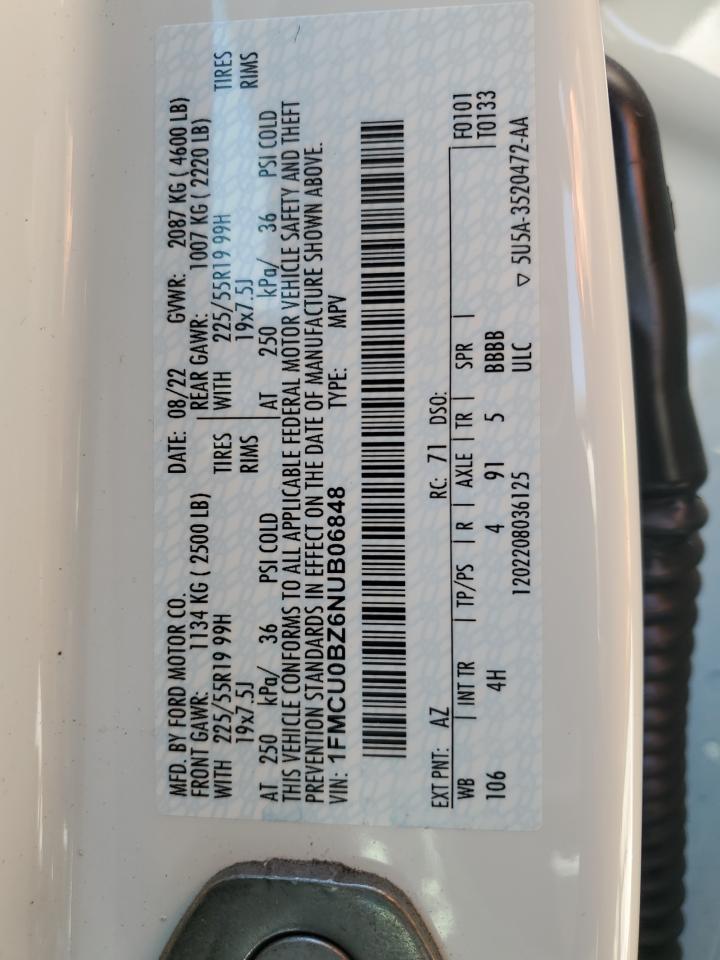 MFD. BY FORD MOTOR CO. DATE: 08/22 GVWR: 2087 KG ( 4600 LB)
FRONT GAWR: 1134 KG ( 2500 LB) REAR GAWR: 1007 KG ( 2220 LB)
WITH 225/55R19 99H TIRES WITH 225/55R19 99H TIRES
19x7.5J RIMS 19x7.5J RIMS
AT 250 kPa/ 36 PSI COLD AT 250 kPa/ 36 PSI COLD
THIS VEHICLE CONFORMS TO ALL APPLICABLE FEDERAL MOTOR VEHICLE SAFETY AND THEFT
PREVENTION STANDARDS IN EFFECT ON THE DATE OF MANUFACTURE SHOWN ABOVE.
VIN: 1FMCU0BZ6NUB06848 TYPE: MPV
EXT PNT: AZ RC: 71 DSO: F0101
WB INT TR TP/PS R AXLE TR SPR T0133
106 4H 4 91 5 BBBB
1202208036125 ULC ▽ 5U5A-3520472-AA